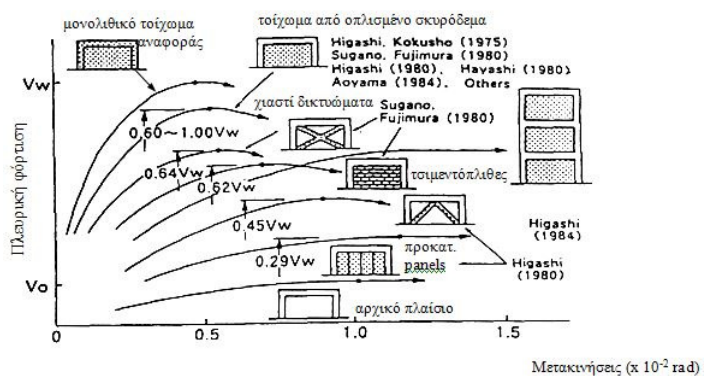 μονολιθικό τοίχωμα
αναφοράς
τοίχωμα από οπλισμένο σκυρόδεμα
Higashi, Kokusho (1975)
Sugano, Fujimura (1980)
Higashi (1980), Hayashi (1980)
Aoyama (1984), Others
Vw
χιαστί δικτυώματα
Sugano,
Fujimura (1980)
0.60~1.00Vw
0.64Vw
0.62Vw
τσιμεντόπλιθες
0.45Vw
Higashi
(1984)
0.29Vw
προκατ.
panels
Higashi
(1980)
Vo
αρχικό πλαίσιο
Πλευρική φόρτιση
0
0.5
1.0
1.5
Μετακινήσεις (x 10⁻² rad)